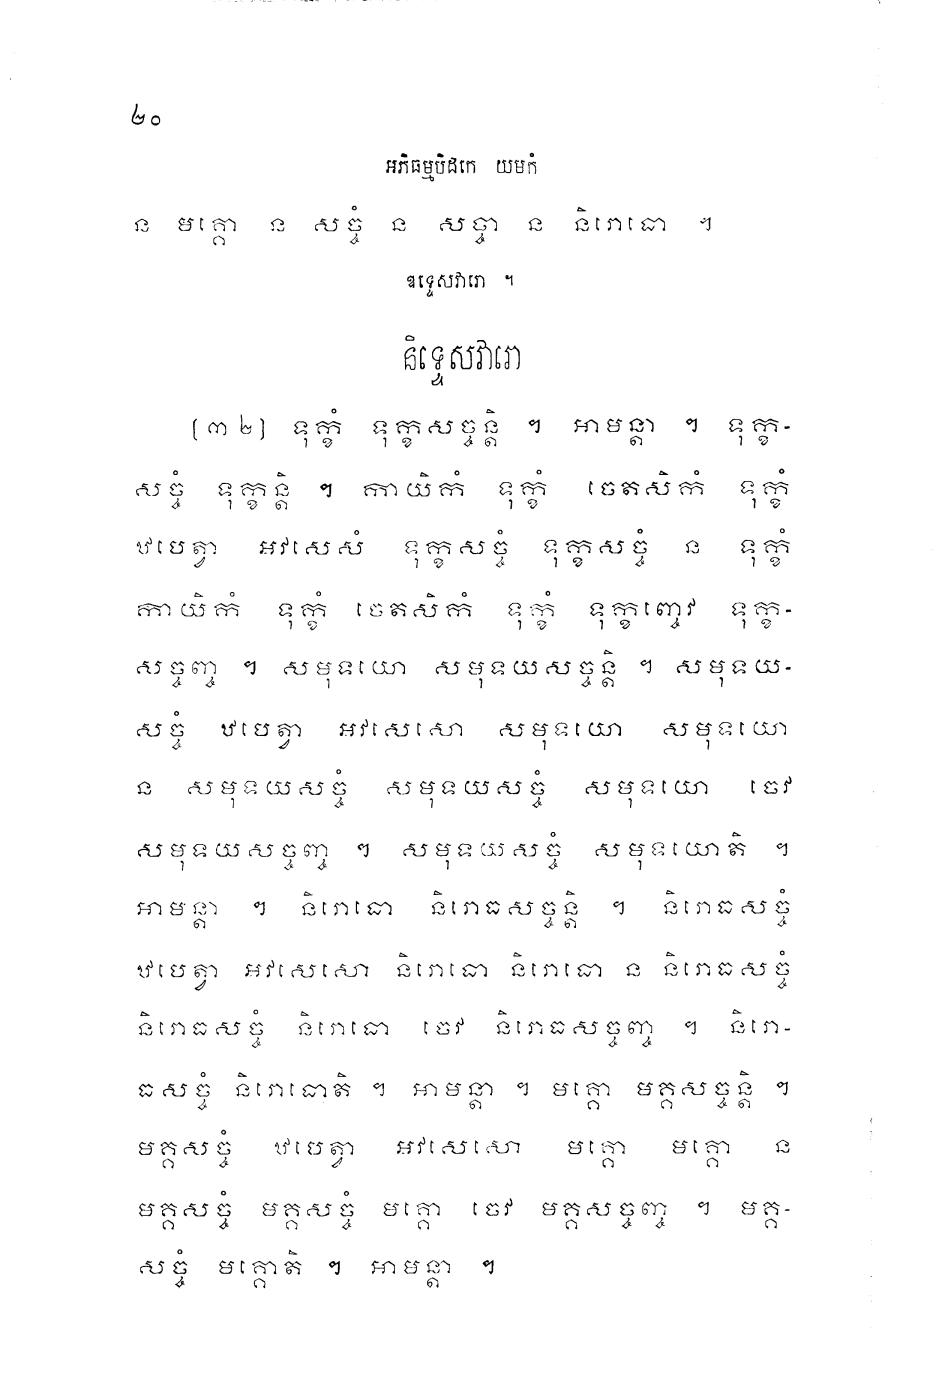 ២០
អភិធម្មបិដកេ យមកំ
ន មគ្គោ ន សច្ចំ ន សច្ចា ន និរោធោ ។
ឧទ្ទេសវារោ ។
និទ្ទេសវារោ
(៣២) ទុក្ខំ ទុក្ខសច្ចន្តិ ។ អាមន្តា ។ ទុក្ខ-
សច្ចំ ទុក្ខន្តិ ។ កាយិកំ ទុក្ខំ ចេតសិកំ ទុក្ខំ
ឋបេត្វា អវសេសំ ទុក្ខសច្ចំ ទុក្ខសច្ចំ ន ទុក្ខំ
កាយិកំ ទុក្ខំ ចេតសិកំ ទុក្ខំ ទុក្ខញ្ចេវ ទុក្ខ-
សច្ចញ្ច ។ សមុទយោ សមុទយសច្ចន្តិ ។ សមុទយ-
សច្ចំ ឋបេត្វា អវសេសោ សមុទយោ សមុទយោ
ន សមុទយសច្ចំ សមុទយសច្ចំ សមុទយោ ចេវ
សមុទយសច្ចញ្ច ។ សមុទយសច្ចំ សមុទយោតិ ។
អាមន្តា ។ និរោធោ និរោធសច្ចន្តិ ។ និរោធសច្ចំ
ឋបេត្វា អវសេសោ និរោធោ និរោធោ ន និរោធសច្ចំ
និរោធសច្ចំ និរោធោ ចេវ និរោធសច្ចញ្ច ។ និរោ-
ធសច្ចំ និរោធោតិ ។ អាមន្តា ។ មគ្គោ មគ្គសច្ចន្តិ ។
មគ្គសច្ចំ ឋបេត្វា អវសេសោ មគ្គោ មគ្គោ ន
មគ្គសច្ចំ មគ្គសច្ចំ មគ្គោ ចេវ មគ្គសច្ចញ្ច ។ មគ្គ-
សច្ចំ មគ្គោតិ ។ អាមន្តា ។